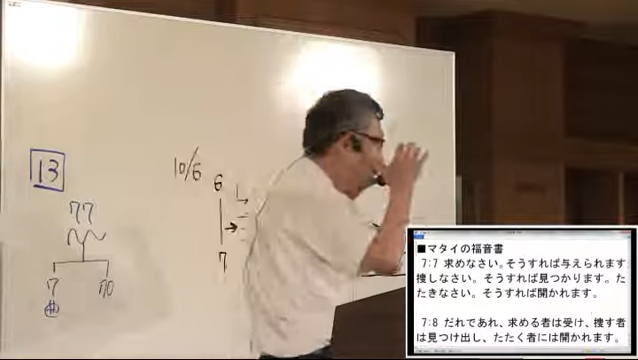 13
77
7
70
10/6
6
7
■マタイの福音書
7:7 求めなさい。そうすれば与えられます
捜しなさい。そうすれば見つかります。た
たきなさい。そうすれば開かれます。
7:8 だれであれ、求める者は受け、捜す者
は見つけ出し、たたく者には開かれます。